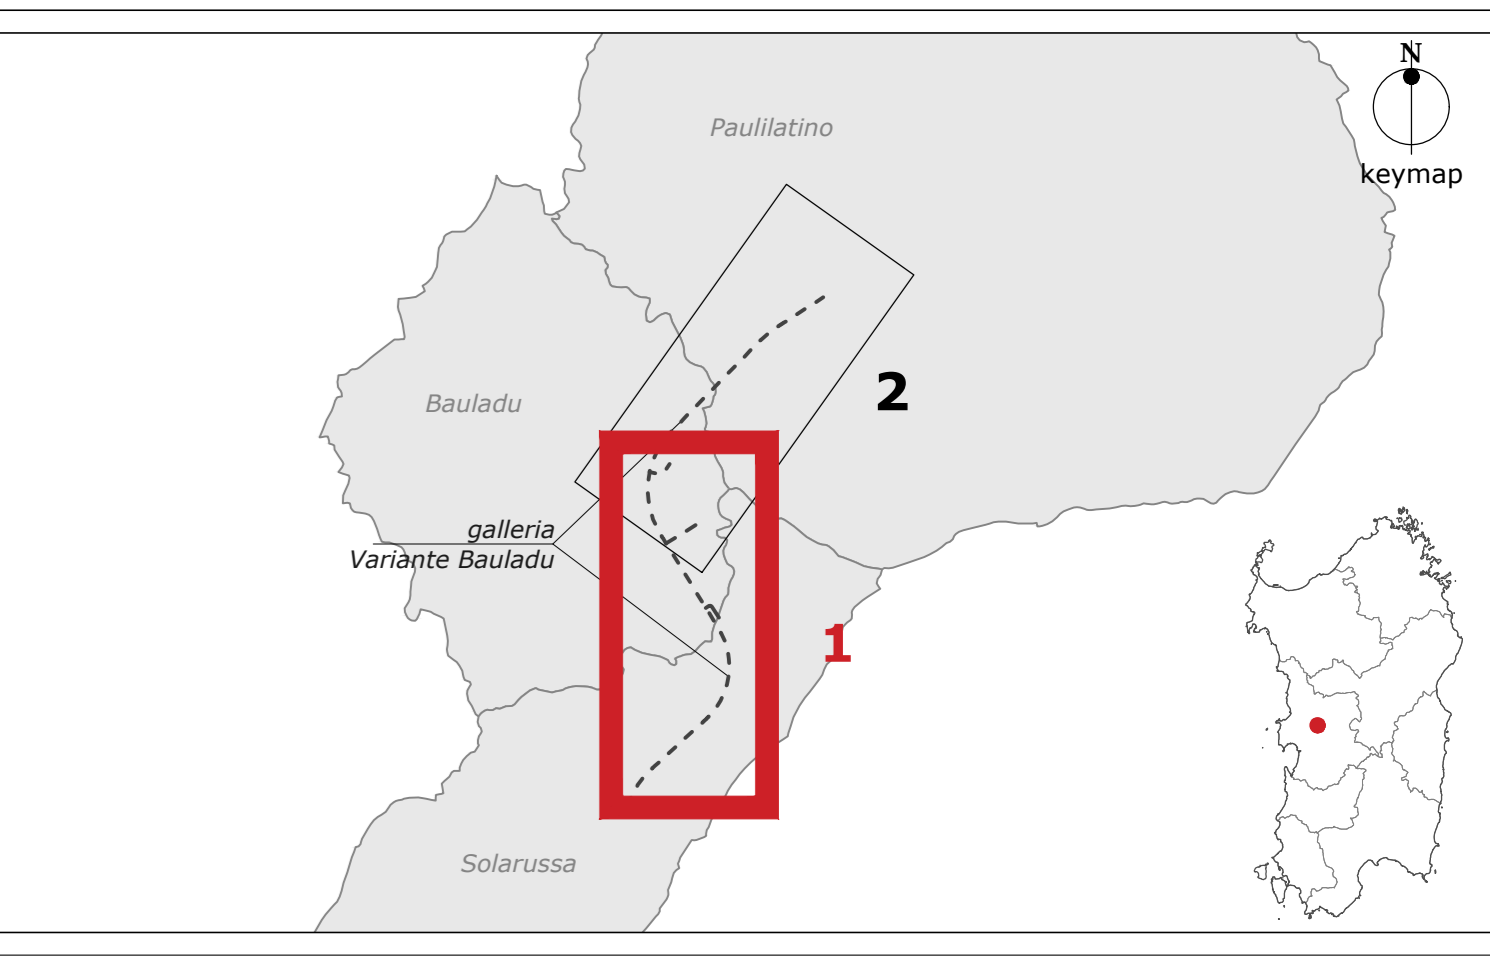 N
keymap
Paulilatino
2
Bauladu
galleria
Variante Bauladu
1
Solarussa